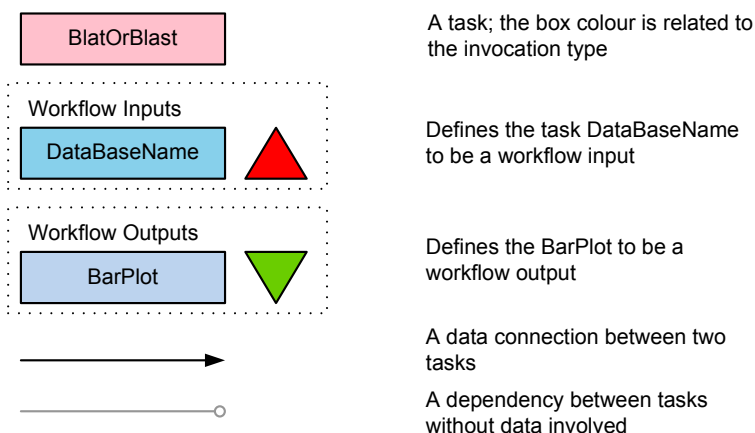 BlatOrBlast
A task; the box colour is related to
the invocation type
Workflow Inputs
DataBaseName
Defines the task DataBaseName
to be a workflow input
Workflow Outputs
BarPlot
Defines the BarPlot to be a
workflow output
A data connection between two
tasks
A dependency between tasks
without data involved